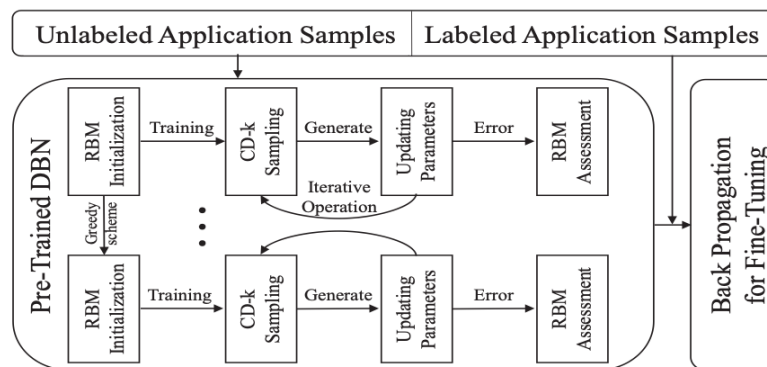 Unlabeled Application Samples
Labeled Application Samples
Pre-Trained DBN
RBM
Initialization
Training
CD-k
Sampling
Generate
Updating
Parameters
Error
RBM
Assessment
Iterative
Operation
Greedy
scheme
RBM
Initialization
Training
CD-k
Sampling
Generate
Updating
Parameters
Error
RBM
Assessment
Back Propagation
for Fine-Tuning